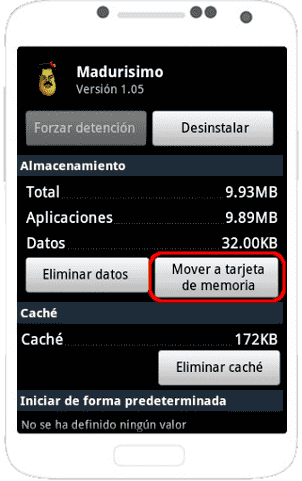 Madurisimo
Versión 1.05
Forzar detención
Desinstalar
Almacenamiento
Total 9.93MB
Aplicaciones 9.89MB
Datos 32.00KB
Eliminar datos
Mover a tarjeta
de memoria
Caché
Caché 172KB
Eliminar caché
Iniciar de forma predeterminada
No se ha definido ningún valor